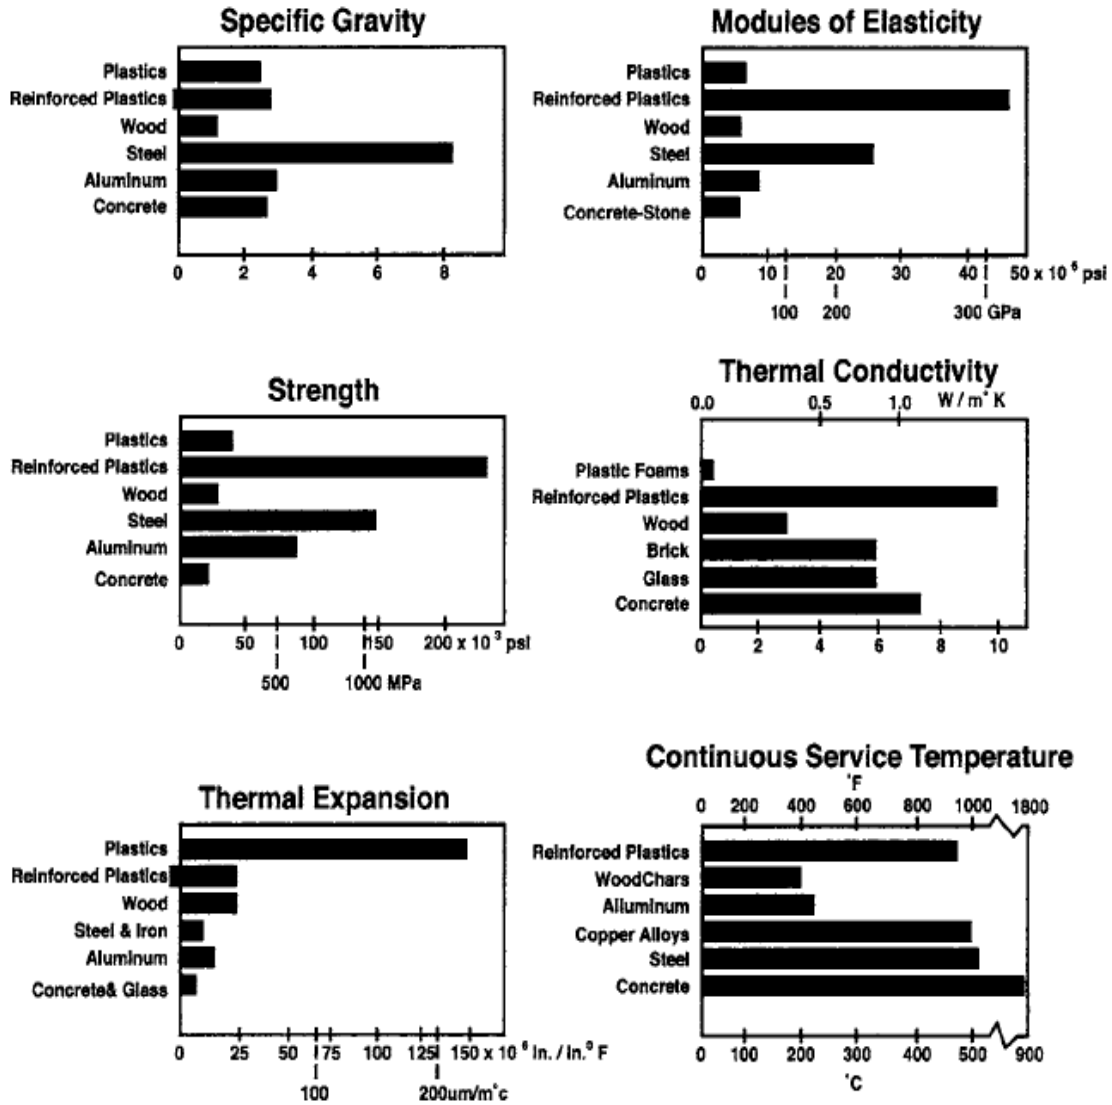 Specific Gravity
Plastics
Reinforced Plastics
Wood
Steel
Aluminum
Concrete
0 2 4 6 8
Modules of Elasticity
Plastics
Reinforced Plastics
Wood
Steel
Aluminum
Concrete-Stone
0 10 20 30 40 50 x 10 6 psi
100 200 300 GPa
Strength
Plastics
Reinforced Plastics
Wood
Steel
Aluminum
Concrete
0 50 100 150 200 x 10 3 psi
500 1000 MPa
Thermal Conductivity
0.0 0.5 1.0 W / m° K
Plastic Foams
Reinforced Plastics
Wood
Brick
Glass
Concrete
0 2 4 6 8 10
Thermal Expansion
Plastics
Reinforced Plastics
Wood
Steel & Iron
Aluminum
Concrete& Glass
0 25 50 75 100 125 150 x 10 6 In. / In.° F
100 200um/m°c
Continuous Service Temperature
°F
0 200 400 600 800 1000 1800
Reinforced Plastics
WoodChars
Alluminum
Copper Alloys
Steel
Concrete
0 100 200 300 400 500 900
°C